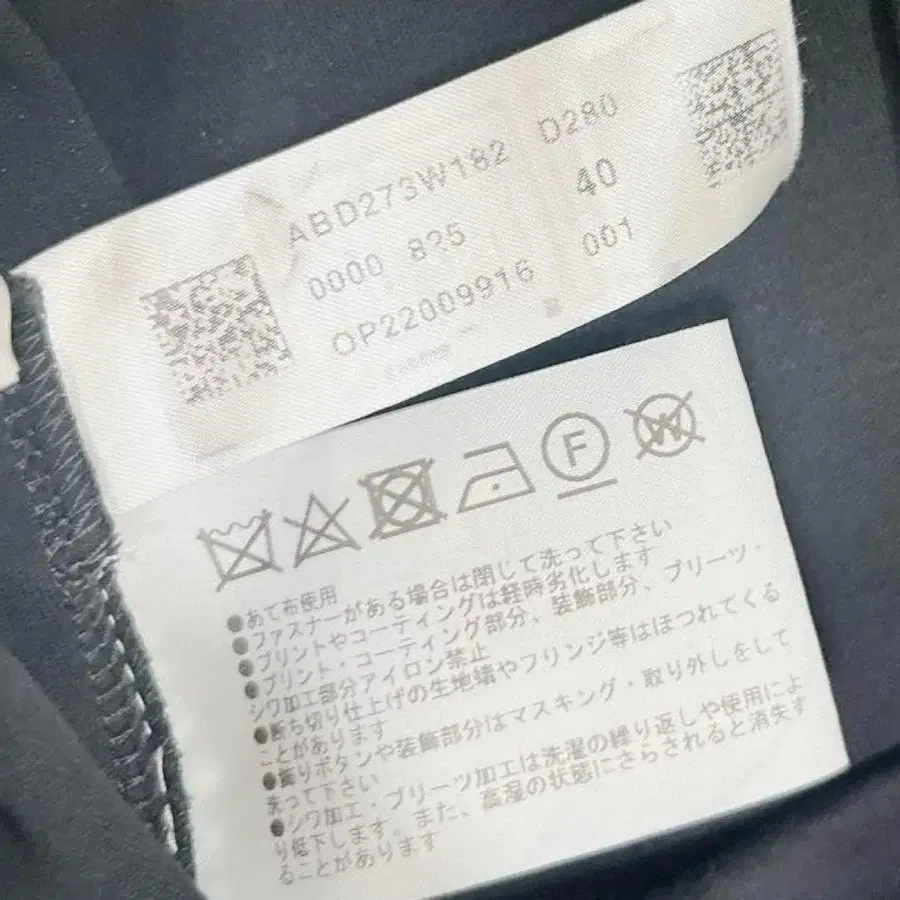 ABD273W182 D280
0000 825 40
OP22009916 001
F
W
●あて布使用
●ファスナーがある場合は閉じて洗って下さい
●プリントやコーティングは経時劣化します
●プリント・コーティング部分、装飾部分、プリーツ・
シワ加工部分アイロン禁止
●断ち切り仕上げの生地端やフリンジ等はほつれてくる
ことがあります
●飾りボタンや装飾部分はマスキング・取り外しをして
洗って下さい
●シワ加工・プリーツ加工は洗濯の繰り返しや使用によ
り低下します。また、高湿の状態にさらされると消失す
ることがあります